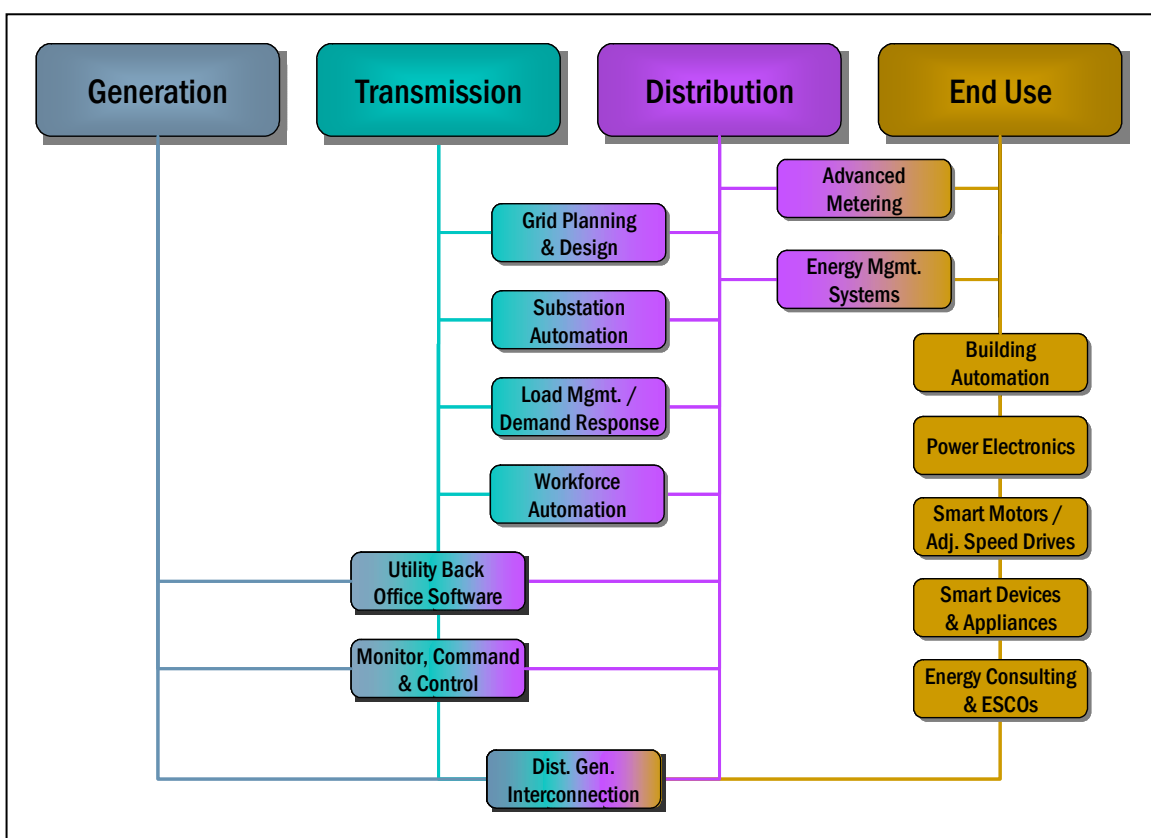 Generation
Transmission
Distribution
End Use
Advanced
Metering
Grid Planning
& Design
Energy Mgmt.
Systems
Substation
Automation
Building
Automation
Load Mgmt. /
Demand Response
Power Electronics
Workforce
Automation
Smart Motors /
Adj. Speed Drives
Utility Back
Office Software
Smart Devices
& Appliances
Monitor, Command
& Control
Energy Consulting
& ESCOs
Dist. Gen.
Interconnection